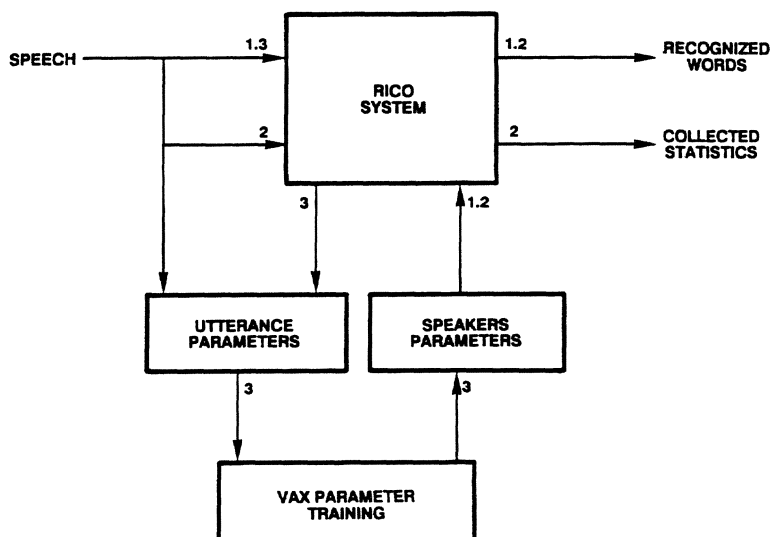 1.3
1.2
SPEECH
RECOGNIZED
WORDS
RICO
SYSTEM
2
2
COLLECTED
STATISTICS
3
1.2
UTTERANCE
PARAMETERS
SPEAKERS
PARAMETERS
3
3
VAX PARAMETER
TRAINING